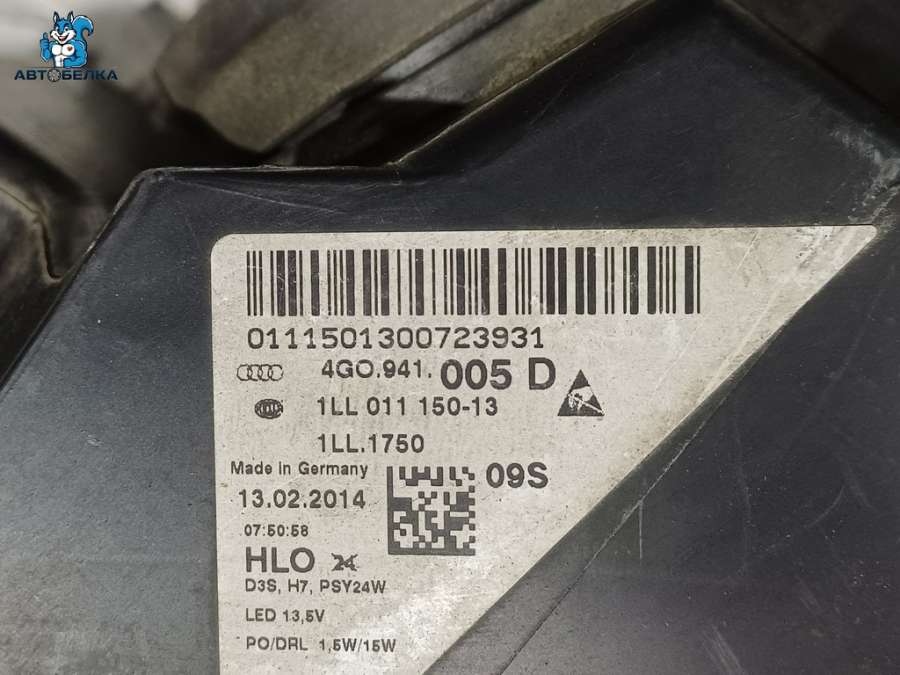 АВТОБЕЛКА
0111501300723931
4G0.941. 005 D
1LL 011 150-13
1LL.1750
Made in Germany
09S
13.02.2014
07:50:58
HLO 24
D3S, H7, PSY24W
LED 13,5V
PO/DRL 1,5W/15W